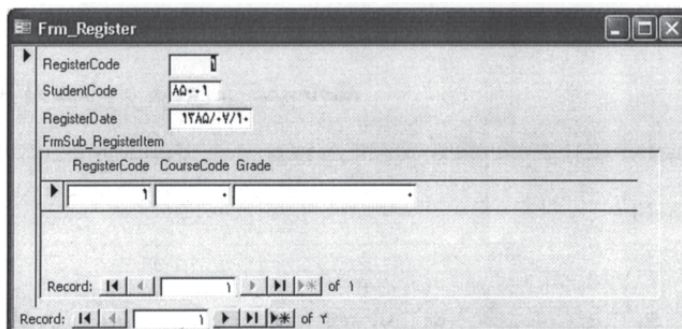 Frm_Register
RegisterCode ۱
StudentCode ۸۵۰۰۱
RegisterDate ۱۳۸۵/۰۷/۱۰
FrmSub_RegisterItem
RegisterCode CourseCode Grade
۱ ۰ ۰
Record: ۱ of ۱
Record: ۱ of ۲